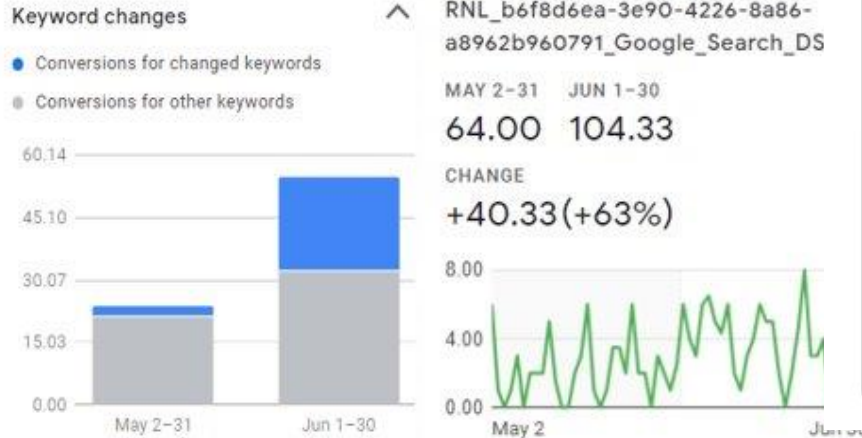 Keyword changes
Conversions for changed keywords
Conversions for other keywords
60.14
45.10
30.07
15.03
0.00
May 2–31 Jun 1–30
RNL_b6f8d6ea-3e90-4226-8a86-
a8962b960791_Google_Search_DS
MAY 2–31 JUN 1–30
64.00 104.33
CHANGE
+40.33(+63%)
8.00
4.00
0.00
May 2